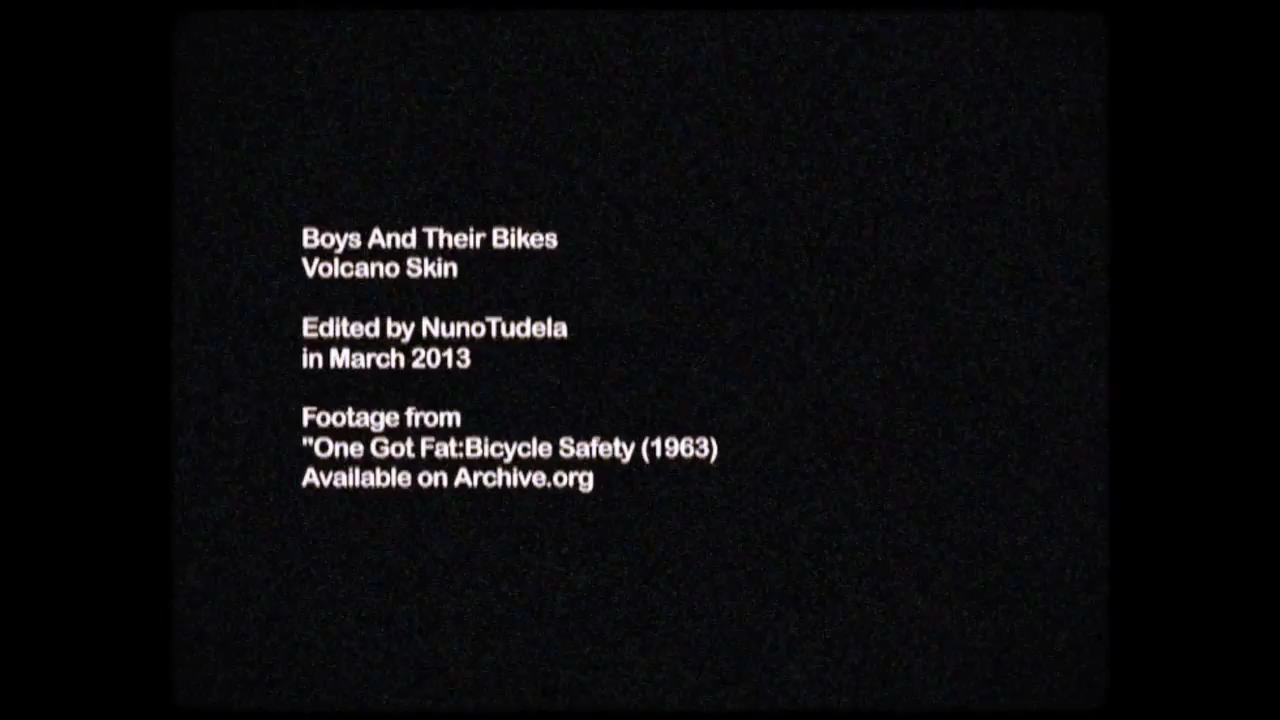 Boys And Their Bikes
Volcano Skin
Edited by NunoTudela
in March 2013
Footage from
"One Got Fat:Bicycle Safety (1963)
Available on Archive.org